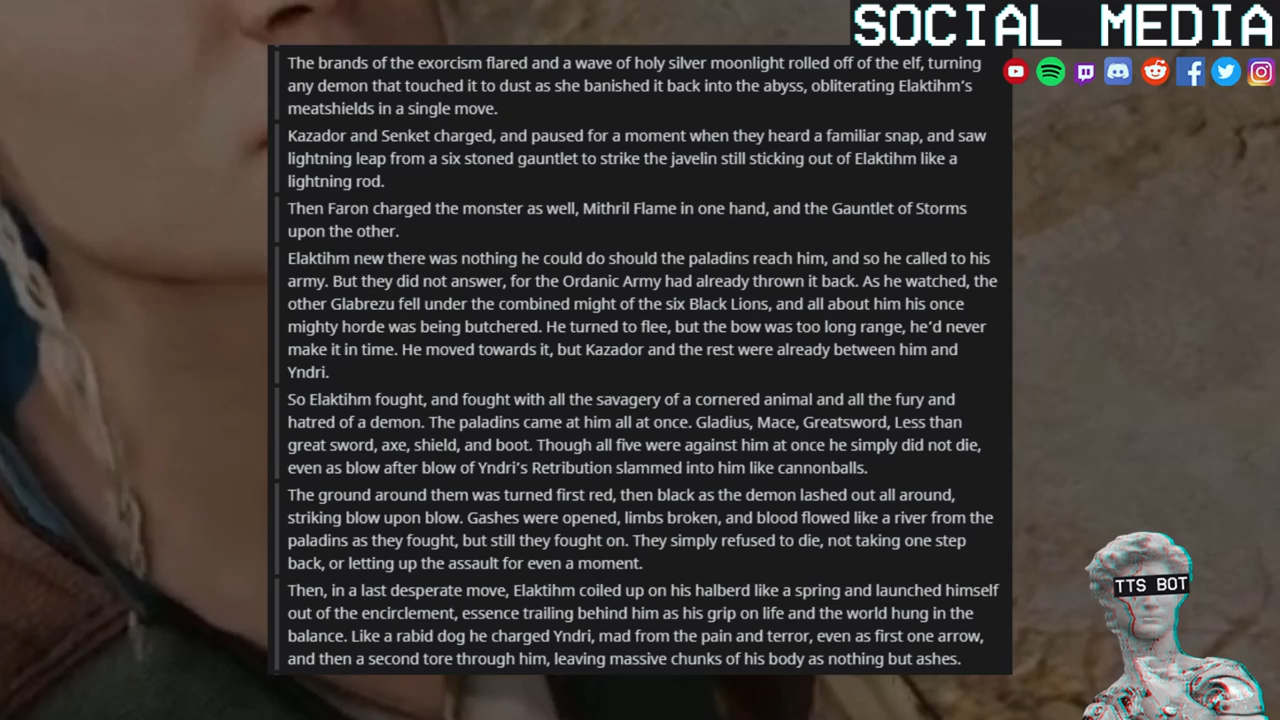 SOCIAL MEDIA
The brands of the exorcism flared and a wave of holy silver moonlight rolled off of the elf, turning
any demon that touched it to dust as she banished it back into the abyss, obliterating Elaktihm's
meatshields in a single move.
Kazador and Senket charged, and paused for a moment when they heard a familiar snap, and saw
lightning leap from a six stoned gauntlet to strike the javelin still sticking out of Elaktihm like a
lightning rod.
Then Faron charged the monster as well, Mithril Flame in one hand, and the Gauntlet of Storms
upon the other.
Elaktihm new there was nothing he could do should the paladins reach him, and so he called to his
army. But they did not answer, for the Ordanic Army had already thrown it back. As he watched, the
other Glabrezu fell under the combined might of the six Black Lions, and all about him his once
mighty horde was being butchered. He turned to flee, but the bow was too long range, he'd never
make it in time. He moved towards it, but Kazador and the rest were already between him and
Yndri.
So Elaktihm fought, and fought with all the savagery of a cornered animal and all the fury and
hatred of a demon. The paladins came at him all at once. Gladius, Mace, Greatsword, Less than
great sword, axe, shield, and boot. Though all five were against him at once he simply did not die,
even as blow after blow of Yndri's Retribution slammed into him like cannonballs.
The ground around them was turned first red, then black as the demon lashed out all around,
striking blow upon blow. Gashes were opened, limbs broken, and blood flowed like a river from the
paladins as they fought, but still they fought on. They simply refused to die, not taking one step
back, or letting up the assault for even a moment.
Then, in a last desperate move, Elaktihm coiled up on his halberd like a spring and launched himself
out of the encirclement, essence trailing behind him as his grip on life and the world hung in the
balance. Like a rabid dog he charged Yndri, mad from the pain and terror, even as first one arrow,
and then a second tore through him, leaving massive chunks of his body as nothing but ashes.
TTS BOT